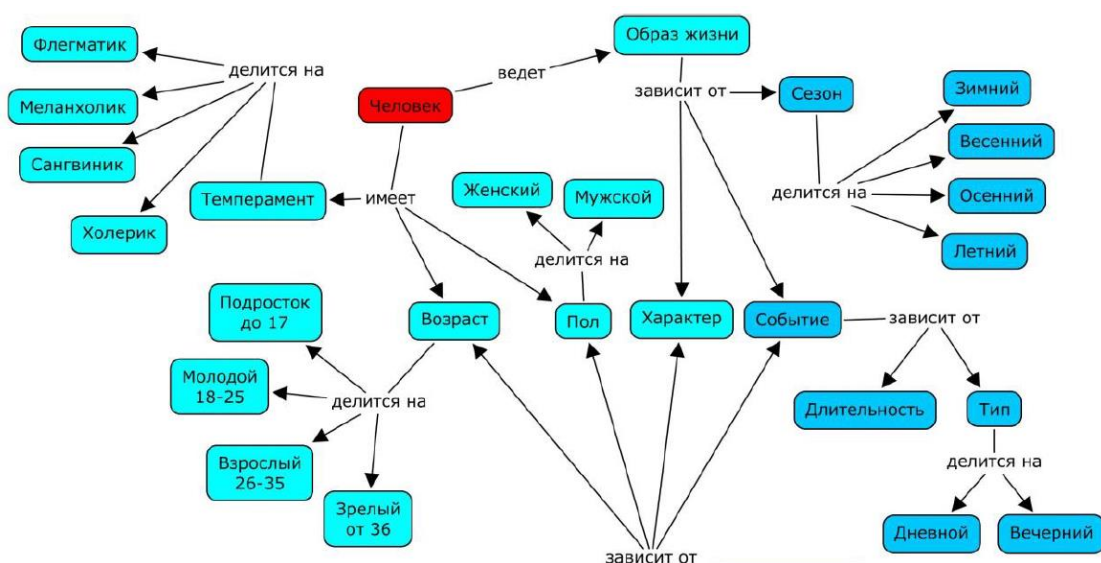 Флегматик
делится на
Меланхолик
Сангвиник
Холерик
Темперамент
Человек
ведет
Образ жизни
имеет
зависит от
Сезон
Зимний
Весенний
делится на
Осенний
Летний
Женский
Мужской
делится на
Подросток
до 17
Возраст
Пол
Характер
Событие
зависит от
Молодой
18-25
делится на
Взрослый
26-35
Зрелый
от 36
Длительность
Тип
делится на
Дневной
Вечерний
зависит от